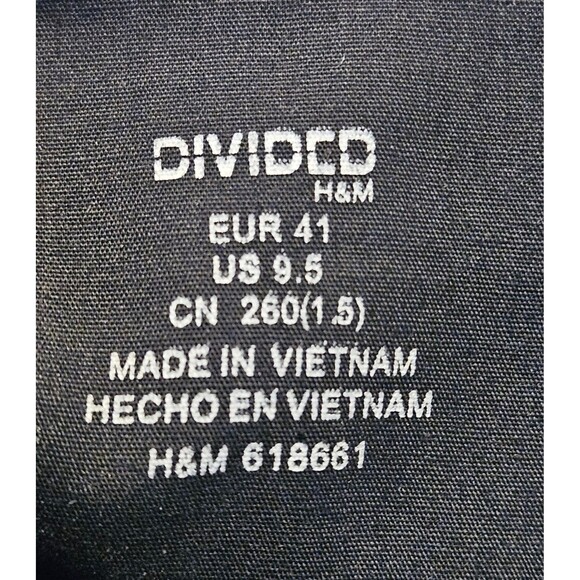 DIVIDED
H&M
EUR 41
US 9.5
CN 260(1.5)
MADE IN VIETNAM
HECHO EN VIETNAM
H&M 618661